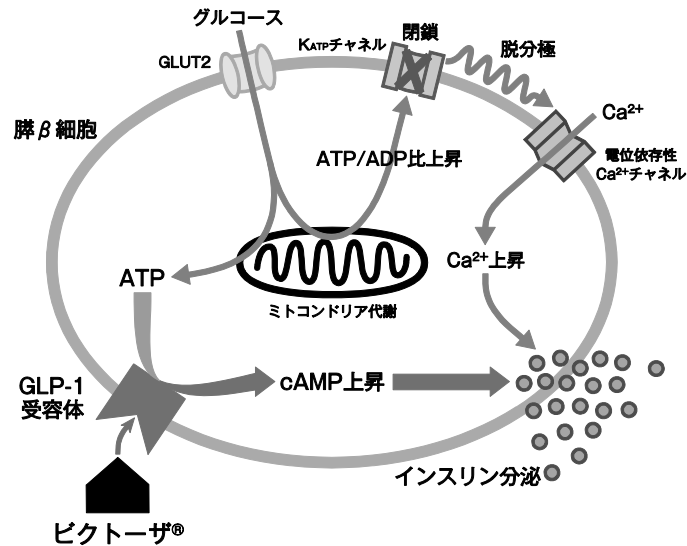 グルコース
GLUT2
KATPチャネル
閉鎖
脱分極
Ca2+
電位依存性
Ca2+チャネル
膵β細胞
ATP/ADP比上昇
Ca2+上昇
ATP
ミトコンドリア代謝
GLP-1
受容体
cAMP上昇
インスリン分泌
ビクトーザ®